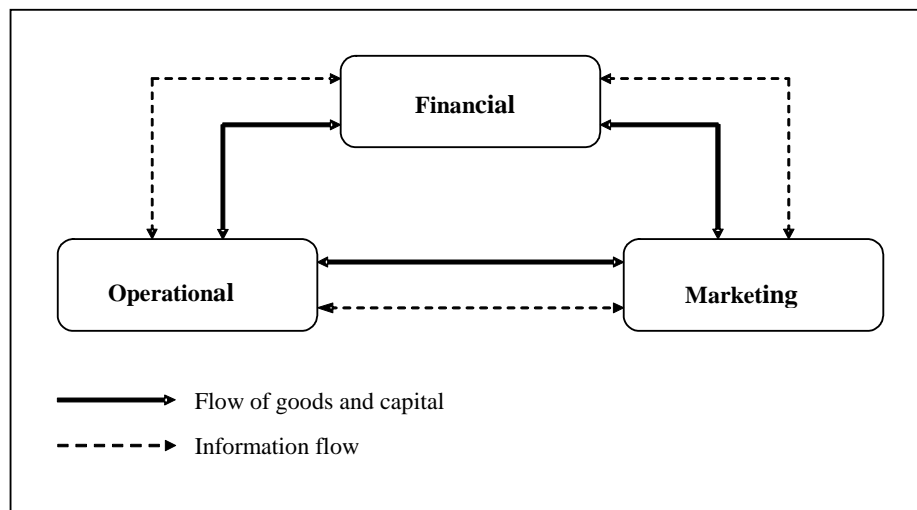 Financial
Operational
Marketing
Flow of goods and capital
Information flow